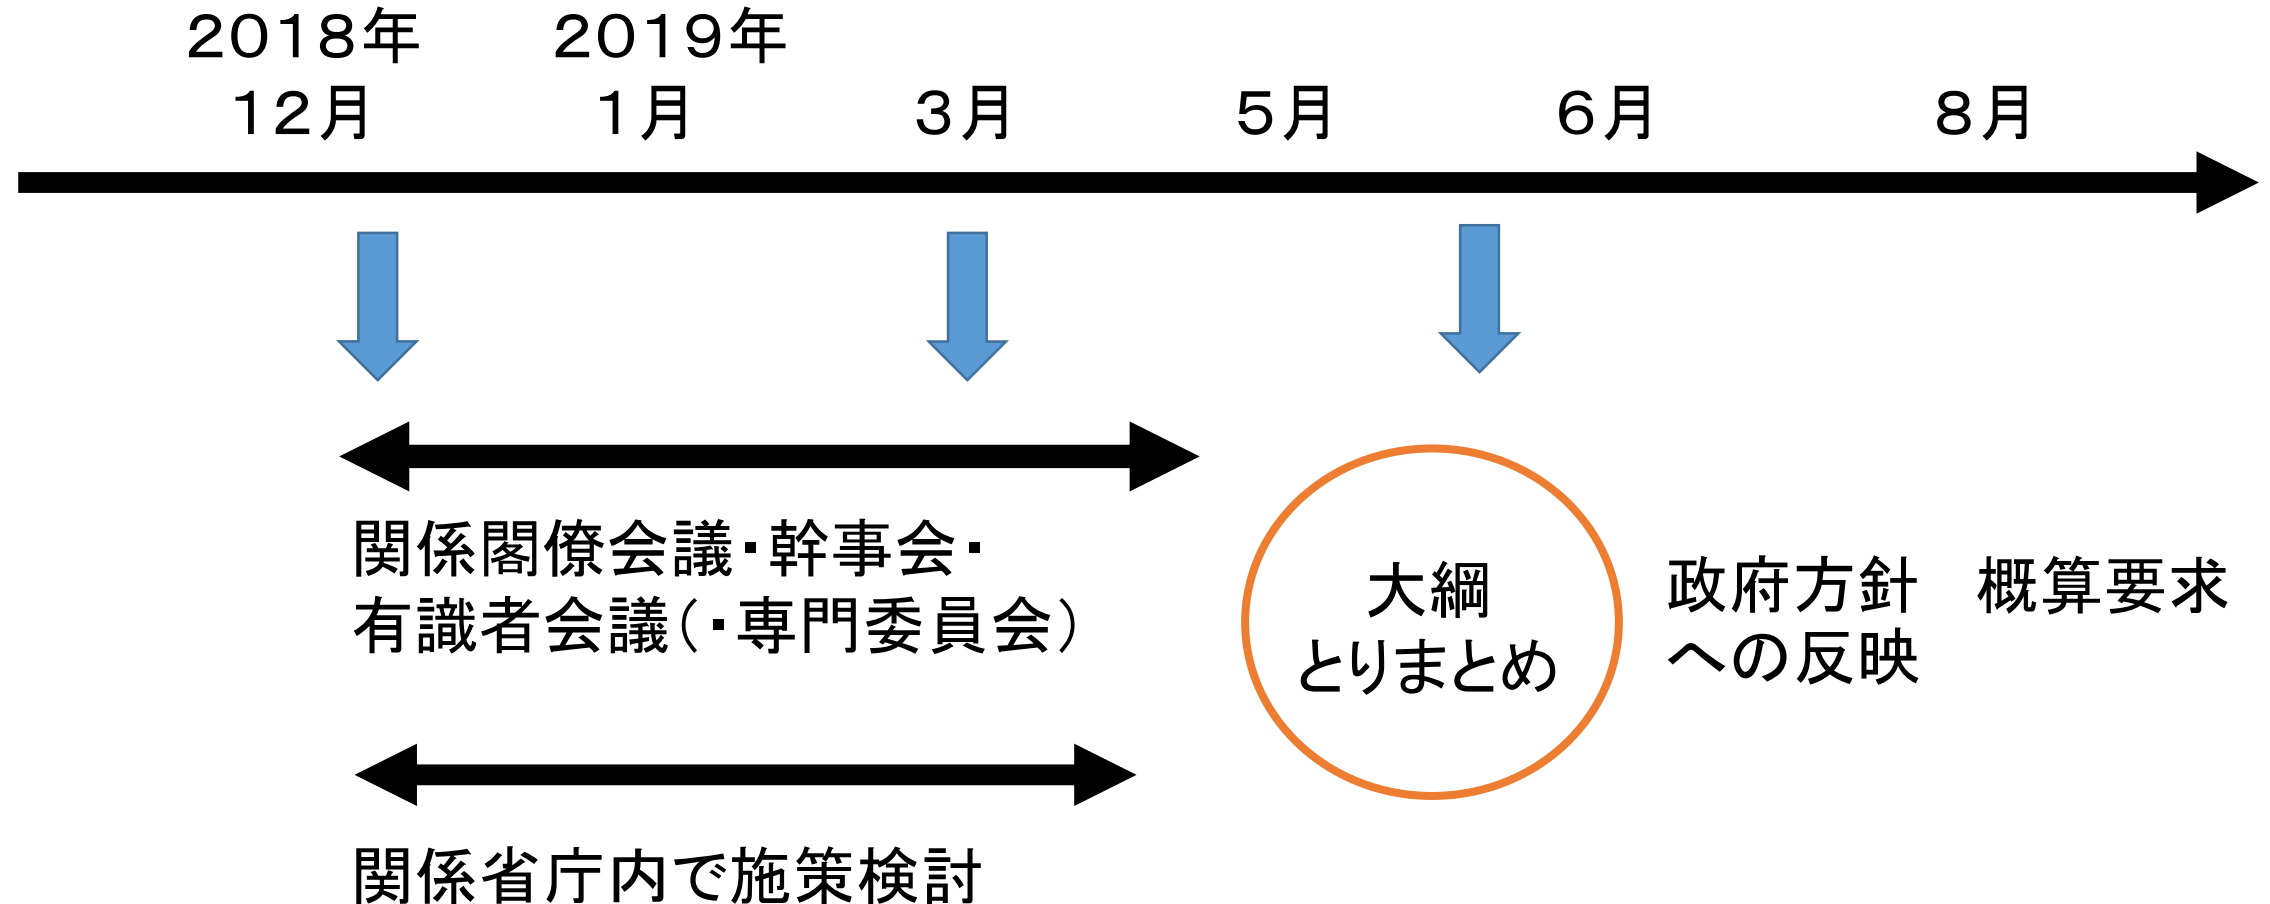 ２０１８年　２０１９年
１２月　１月　３月　５月　６月　８月
関係閣僚会議・幹事会・
有識者会議（・専門委員会）
大綱
とりまとめ
政府方針　概算要求
への反映
関係省庁内で施策検討